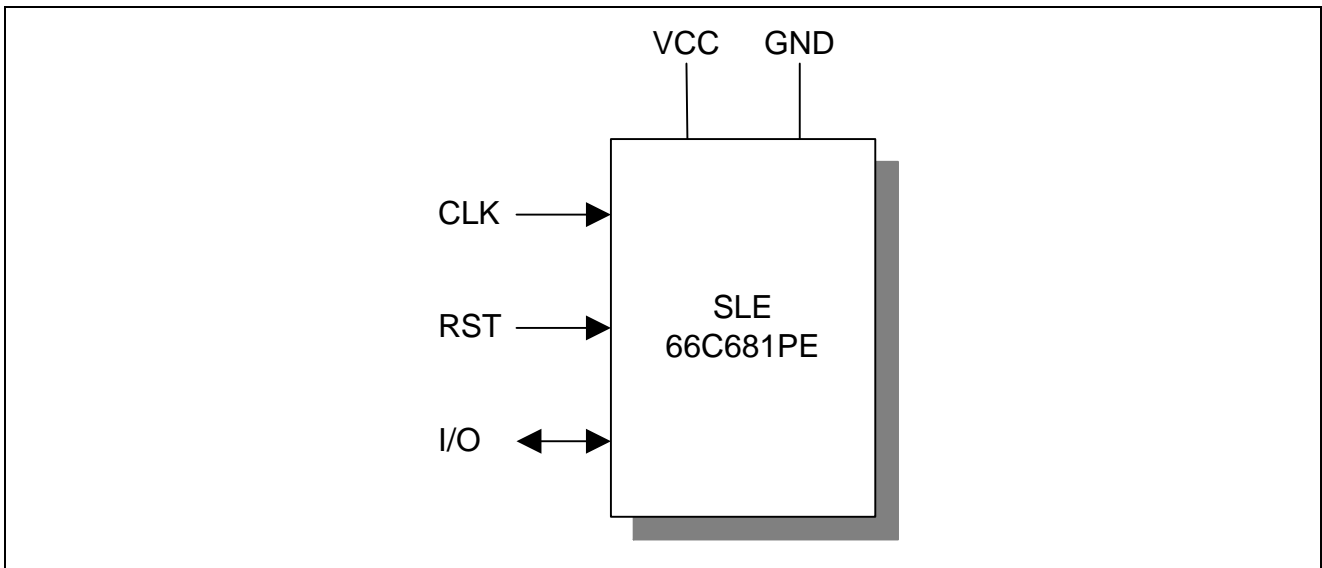 VCC GND
CLK
RST
I/O
SLE
66C681PE